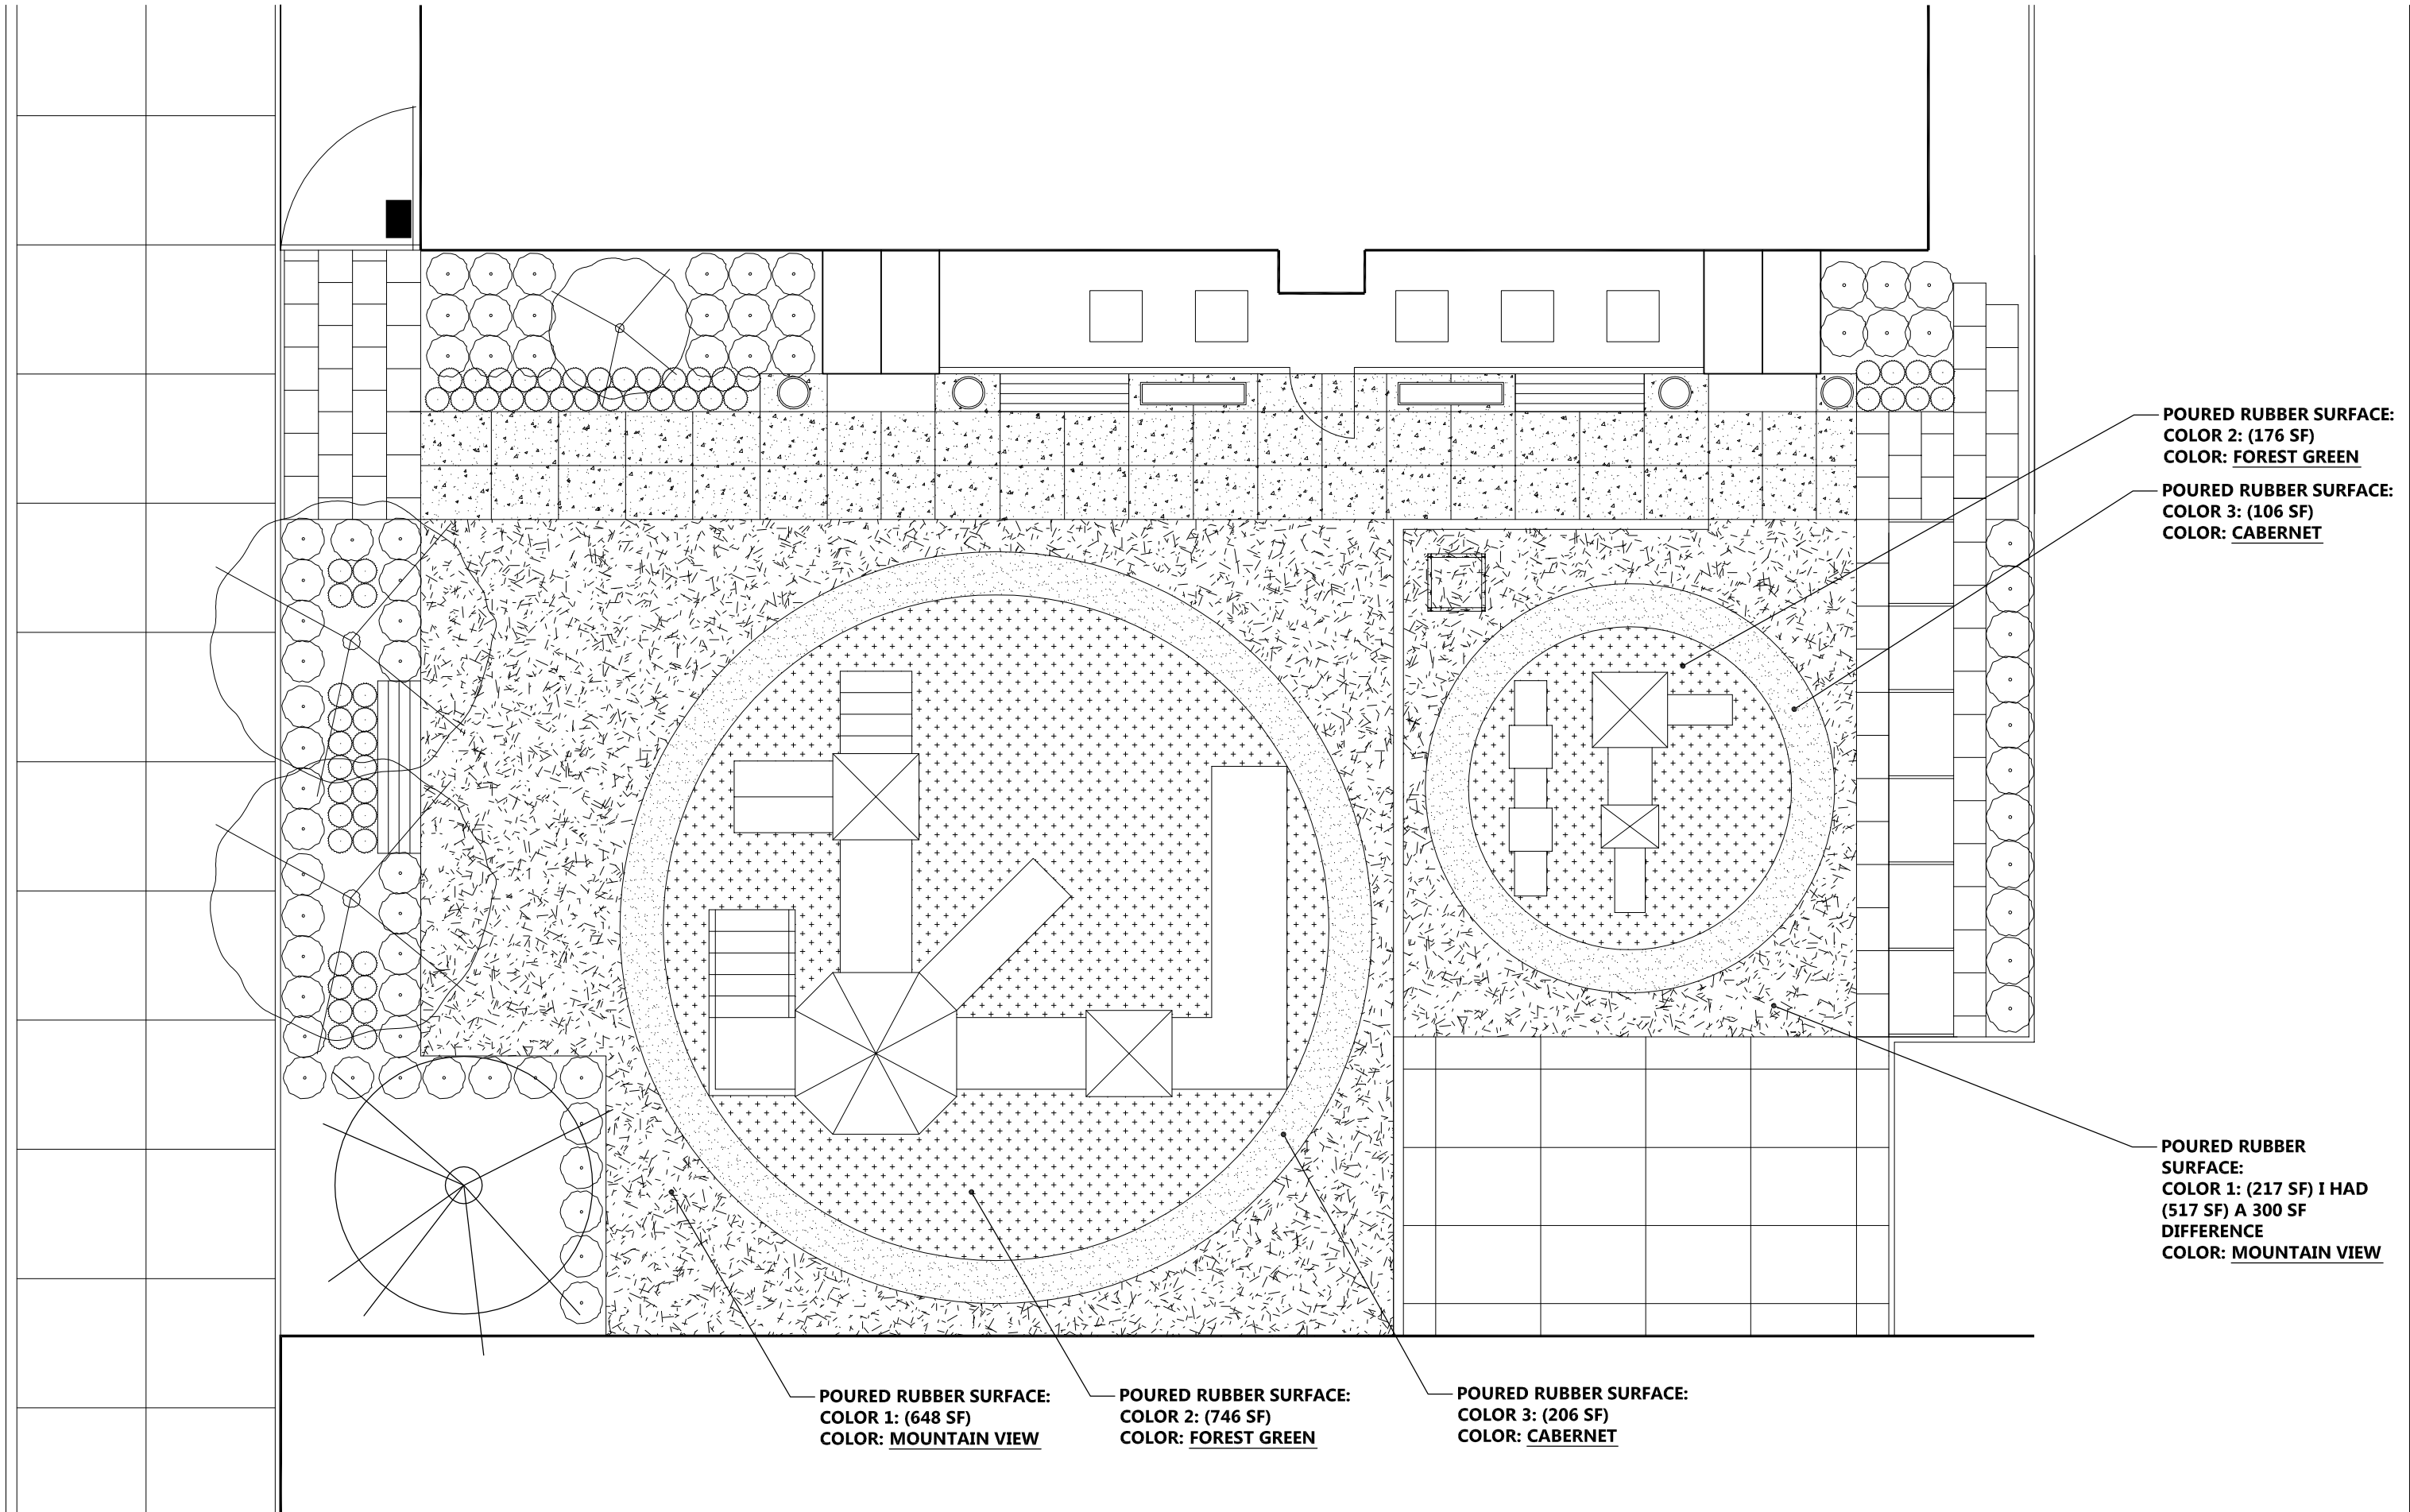 POURED RUBBER SURFACE:
COLOR 2: (176 SF)
COLOR: FOREST GREEN
POURED RUBBER SURFACE:
COLOR 3: (106 SF)
COLOR: CABERNET
POURED RUBBER
SURFACE:
COLOR 1: (217 SF) I HAD
(517 SF) A 300 SF
DIFFERENCE
COLOR: MOUNTAIN VIEW
POURED RUBBER SURFACE:
COLOR 1: (648 SF)
COLOR: MOUNTAIN VIEW
POURED RUBBER SURFACE:
COLOR 2: (746 SF)
COLOR: FOREST GREEN
POURED RUBBER SURFACE:
COLOR 3: (206 SF)
COLOR: CABERNET